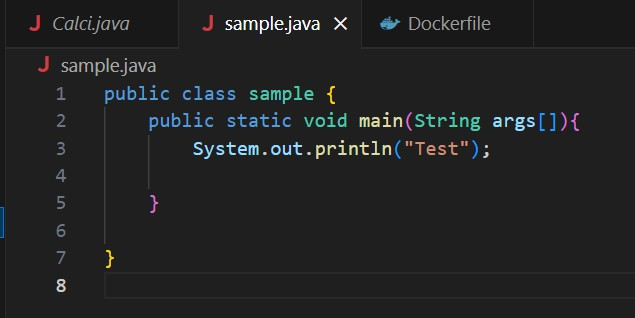 J Calci.java J sample.java × Dockerfile
J sample.java
1 public class sample {
2     public static void main(String args[]){
3         System.out.println("Test");
4
5     }
6
7 }
8